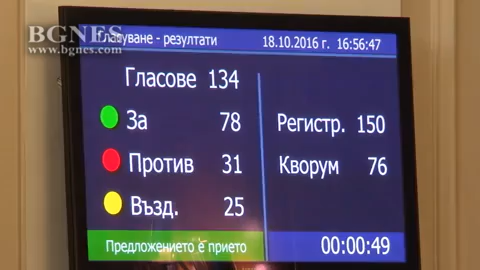 BGNES
www.bgnes.com
Гласуване - резултати
18.10.2016 г. 16:56:47
Гласове 134
За 78
Против 31
Възд. 25
Регистр. 150
Кворум 76
Предложението е прието
00:00:49